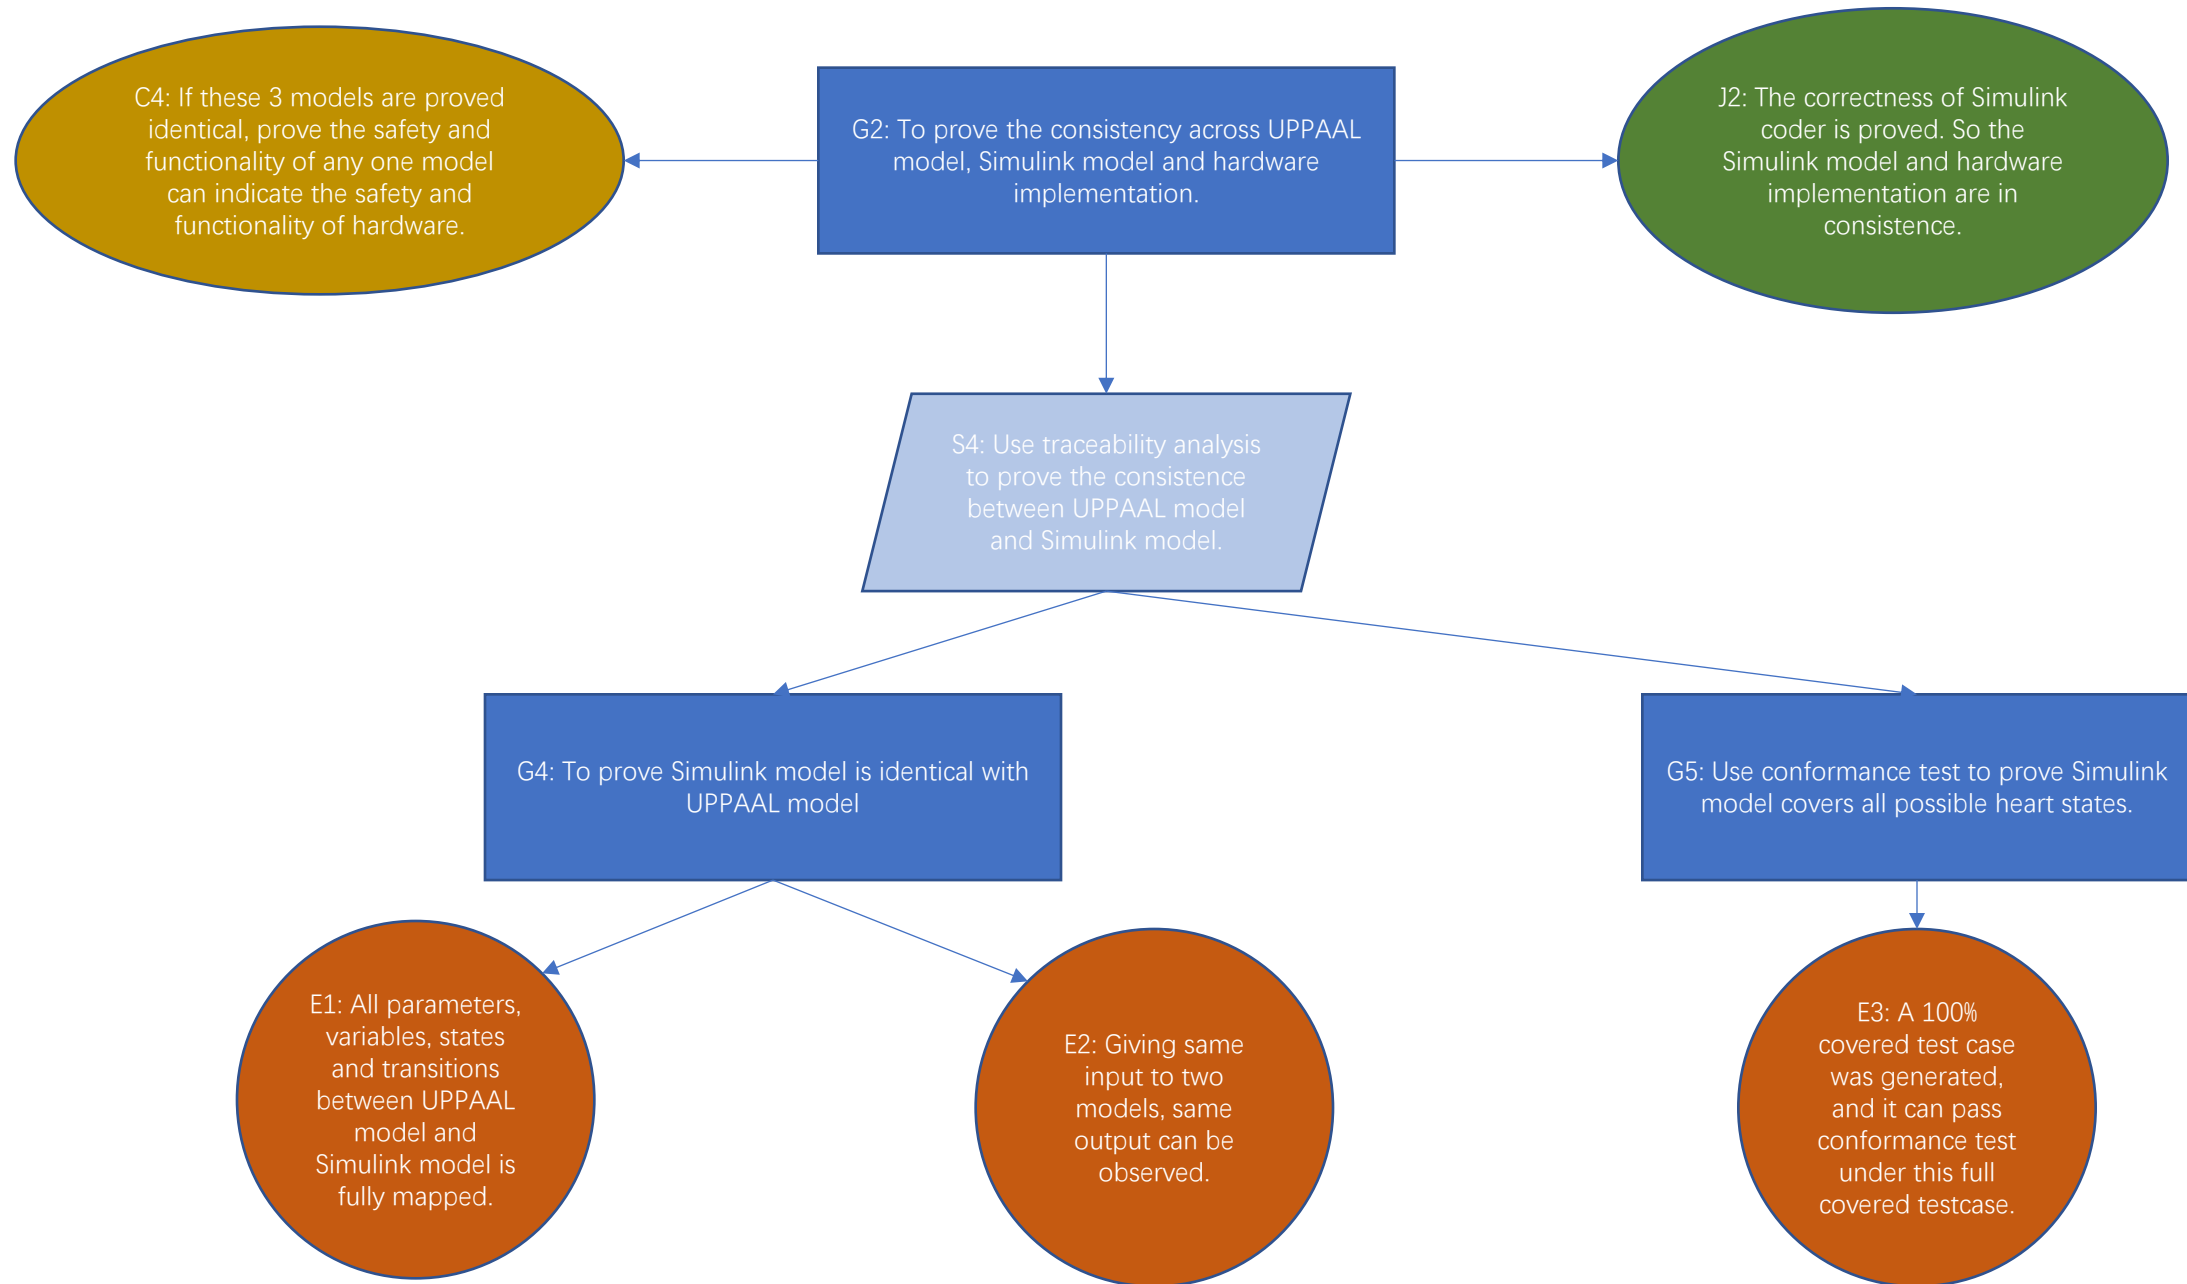 C4: If these 3 models are proved
identical, prove the safety and
functionality of any one model
can indicate the safety and
functionality of hardware.
G2: To prove the consistency across UPPAAL
model, Simulink model and hardware
implementation.
J2: The correctness of Simulink
coder is proved. So the
Simulink model and hardware
implementation are in
consistence.
S4: Use traceability analysis
to prove the consistence
between UPPAAL model
and Simulink model.
G4: To prove Simulink model is identical with
UPPAAL model
G5: Use conformance test to prove Simulink
model covers all possible heart states.
E1: All parameters,
variables, states
and transitions
between UPPAAL
model and
Simulink model is
fully mapped.
E2: Giving same
input to two
models, same
output can be
observed.
E3: A 100%
covered test case
was generated,
and it can pass
conformance test
under this full
covered testcase.